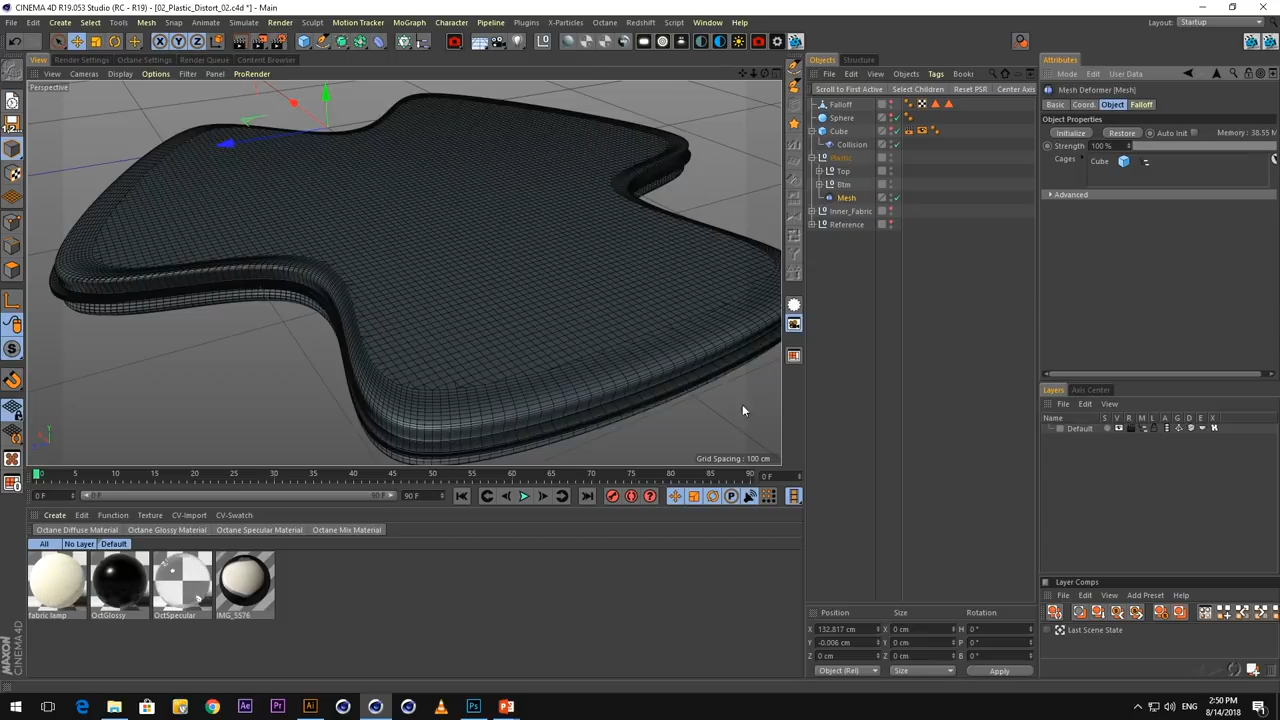 CINEMA 4D R19.053 Studio (RC - R19) - [02_Plastic_Distort_02.c4d *] - Main
File Edit Create Select Tools Mesh Snap Animate Simulate Render Sculpt Motion Tracker MoGraph Character Pipeline Plugins X-Particles Octane Redshift Script Window Help
Layout: Startup
View Render Settings Octane Settings Render Queue Content Browser
View Cameras Display Options Filter Panel ProRender
Perspective
Grid Spacing : 100 cm
Objects Structure
File Edit View Objects Tags Bookr
Scroll to First Active Select Children Reset PSR Center Axis
Falloff
Sphere
Cube
Collision
Plastic
Top
Btm
Mesh
Inner_Fabric
Reference
Attributes
Mode Edit User Data
Mesh Deformer [Mesh]
Basic Coord. Object Falloff
Object Properties
Initialize Restore Auto Init Memory: 38.55 M
Strength 100 %
Cages Cube
Advanced
Layers Axis Center
File Edit View
Name S V R M L A G D E X
Default
Layer Comps
File Edit View Add Preset Help
Last Scene State
0 5 10 15 20 25 30 35 40 45 50 55 60 65 70 75 80 85 90 0 F
0 F 0 F 90 F 90 F
Create Edit Function Texture CV-Import CV-Swatch
Octane Diffuse Material Octane Glossy Material Octane Specular Material Octane Mix Material
All No Layer Default
fabric lamp OctGlossy OctSpecular IMG_5576
MAXON CINEMA 4D
Position Size Rotation
X 132.817 cm X 0 cm H 0 °
Y -0.006 cm Y 0 cm P 0 °
Z 0 cm Z 0 cm B 0 °
Object (Rel) Size Apply
2:50 PM
8/14/2018